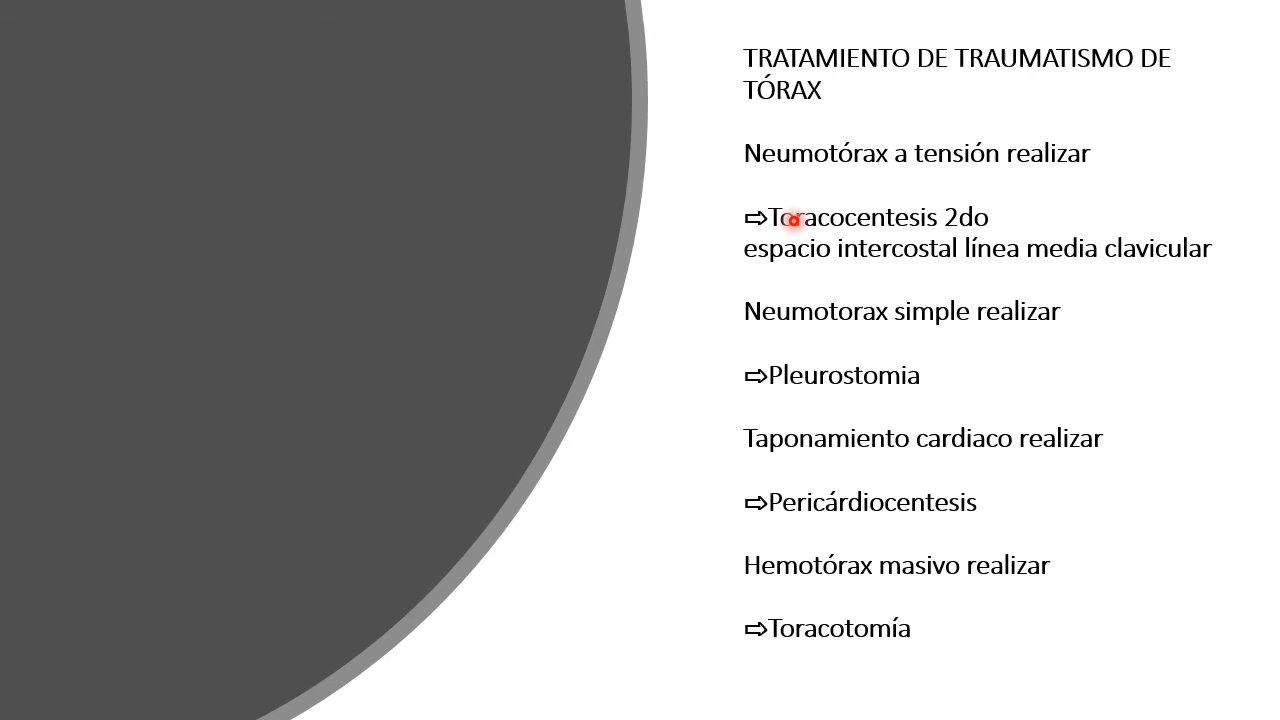 TRATAMIENTO DE TRAUMATISMO DE
TÓRAX
Neumotórax a tensión realizar
⇨Toracocentesis 2do
espacio intercostal línea media clavicular
Neumotorax simple realizar
⇨Pleurostomia
Taponamiento cardiaco realizar
⇨Pericárdiocentesis
Hemotórax masivo realizar
⇨Toracotomía